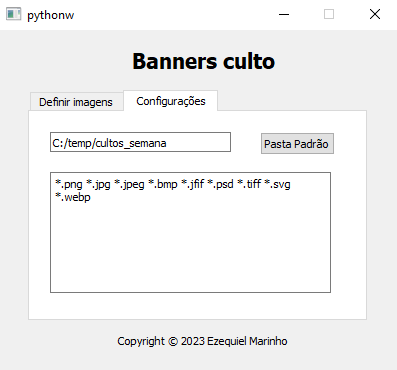 pythonw
Banners culto
Definir imagens Configurações
C:/temp/cultos_semana Pasta Padrão
*.png *.jpg *.jpeg *.bmp *.jfif *.psd *.tiff *.svg
*.webp
Copyright © 2023 Ezequiel Marinho